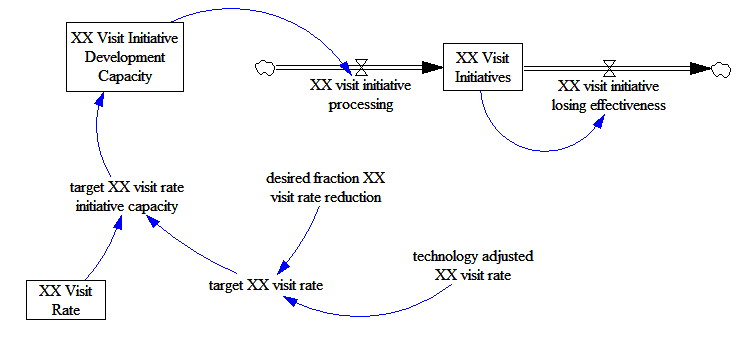 XX Visit Initiative
Development
Capacity
XX Visit
Initiatives
XX visit initiative
processing
XX visit initiative
losing effectiveness
target XX visit rate
initiative capacity
desired fraction XX
visit rate reduction
technology adjusted
XX visit rate
target XX visit rate
XX Visit
Rate